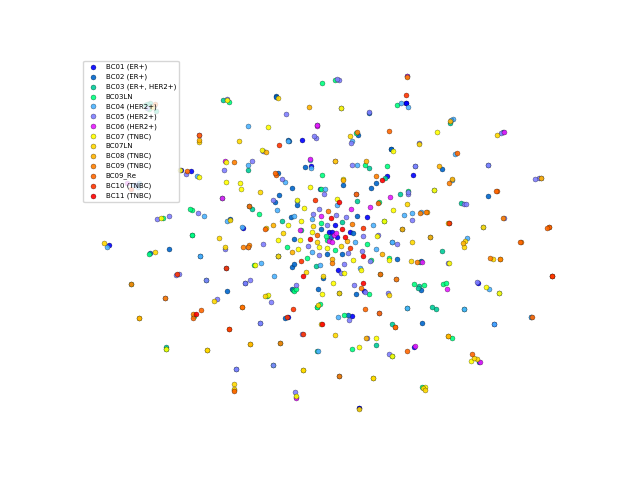 BC01 (ER+)
BC02 (ER+)
BC03 (ER+, HER2+)
BC03LN
BC04 (HER2+)
BC05 (HER2+)
BC06 (HER2+)
BC07 (TNBC)
BC07LN
BC08 (TNBC)
BC09 (TNBC)
BC09_Re
BC10 (TNBC)
BC11 (TNBC)